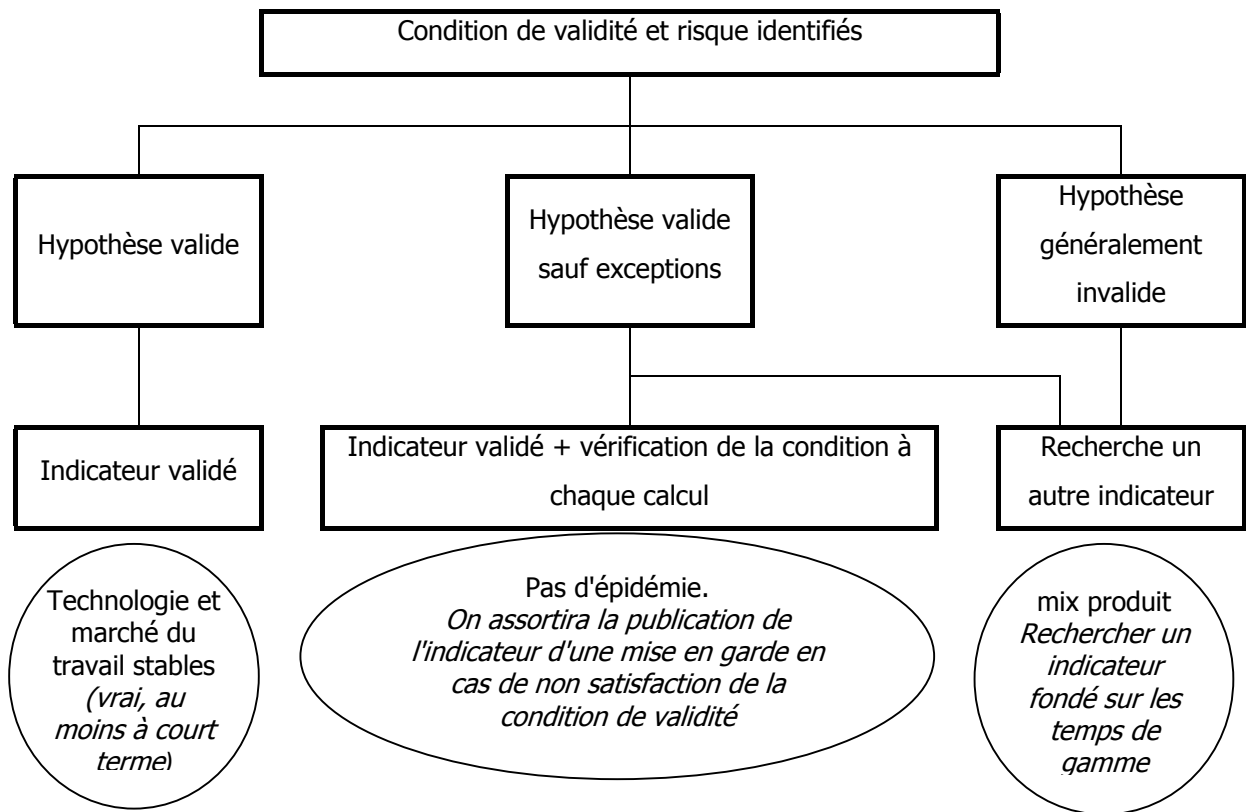 Condition de validité et risque identifiés
Hypothèse valide
Hypothèse valide
sauf exceptions
Hypothèse
généralement
invalide
Indicateur validé
Indicateur validé + vérification de la condition à
chaque calcul
Recherche un
autre indicateur
Technologie et
marché du
travail stables
(vrai, au
moins à court
terme)
Pas d'épidémie.
On assortira la publication de
l'indicateur d'une mise en garde en
cas de non satisfaction de la
condition de validité
mix produit
Rechercher un
indicateur
fondé sur les
temps de
gamme